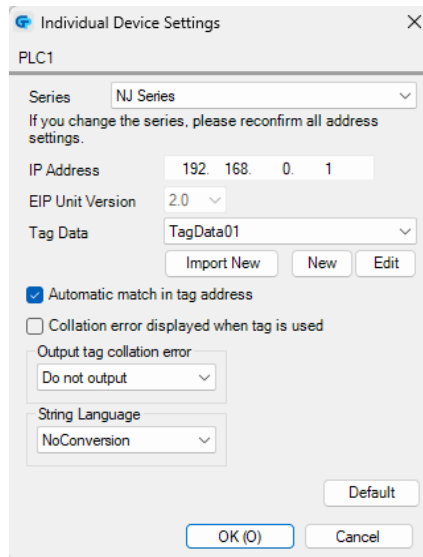 Individual Device Settings
PLC1
Series NJ Series
If you change the series, please reconfirm all address
settings.
IP Address 192. 168. 0. 1
EIP Unit Version 2.0
Tag Data TagData01
Import New New Edit
Automatic match in tag address
Collation error displayed when tag is used
Output tag collation error
Do not output
String Language
NoConversion
Default
OK (O) Cancel